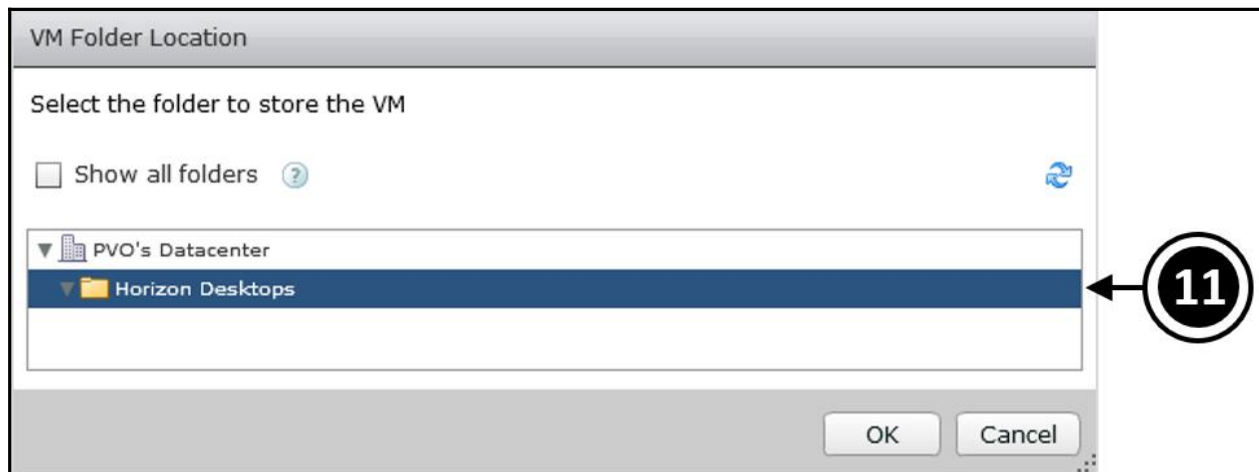 VM Folder Location
Select the folder to store the VM
Show all folders ?
PVO's Datacenter
Horizon Desktops
11
OK Cancel